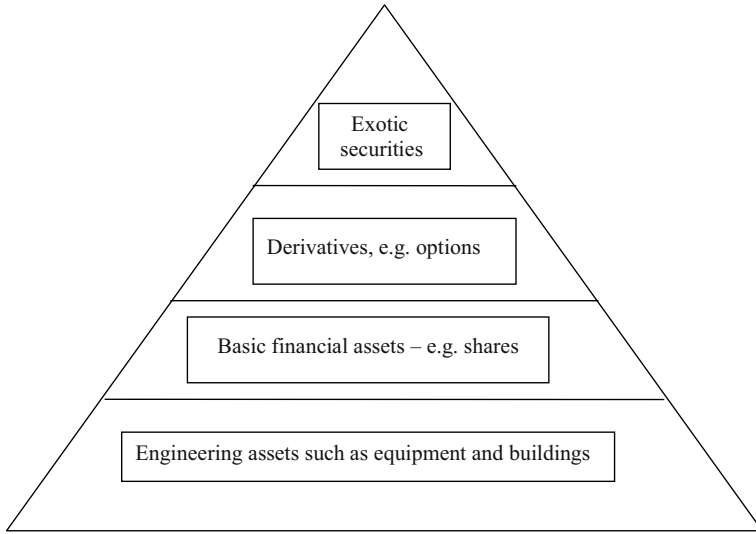 Exotic
securities
Derivatives, e.g. options
Basic financial assets – e.g. shares
Engineering assets such as equipment and buildings